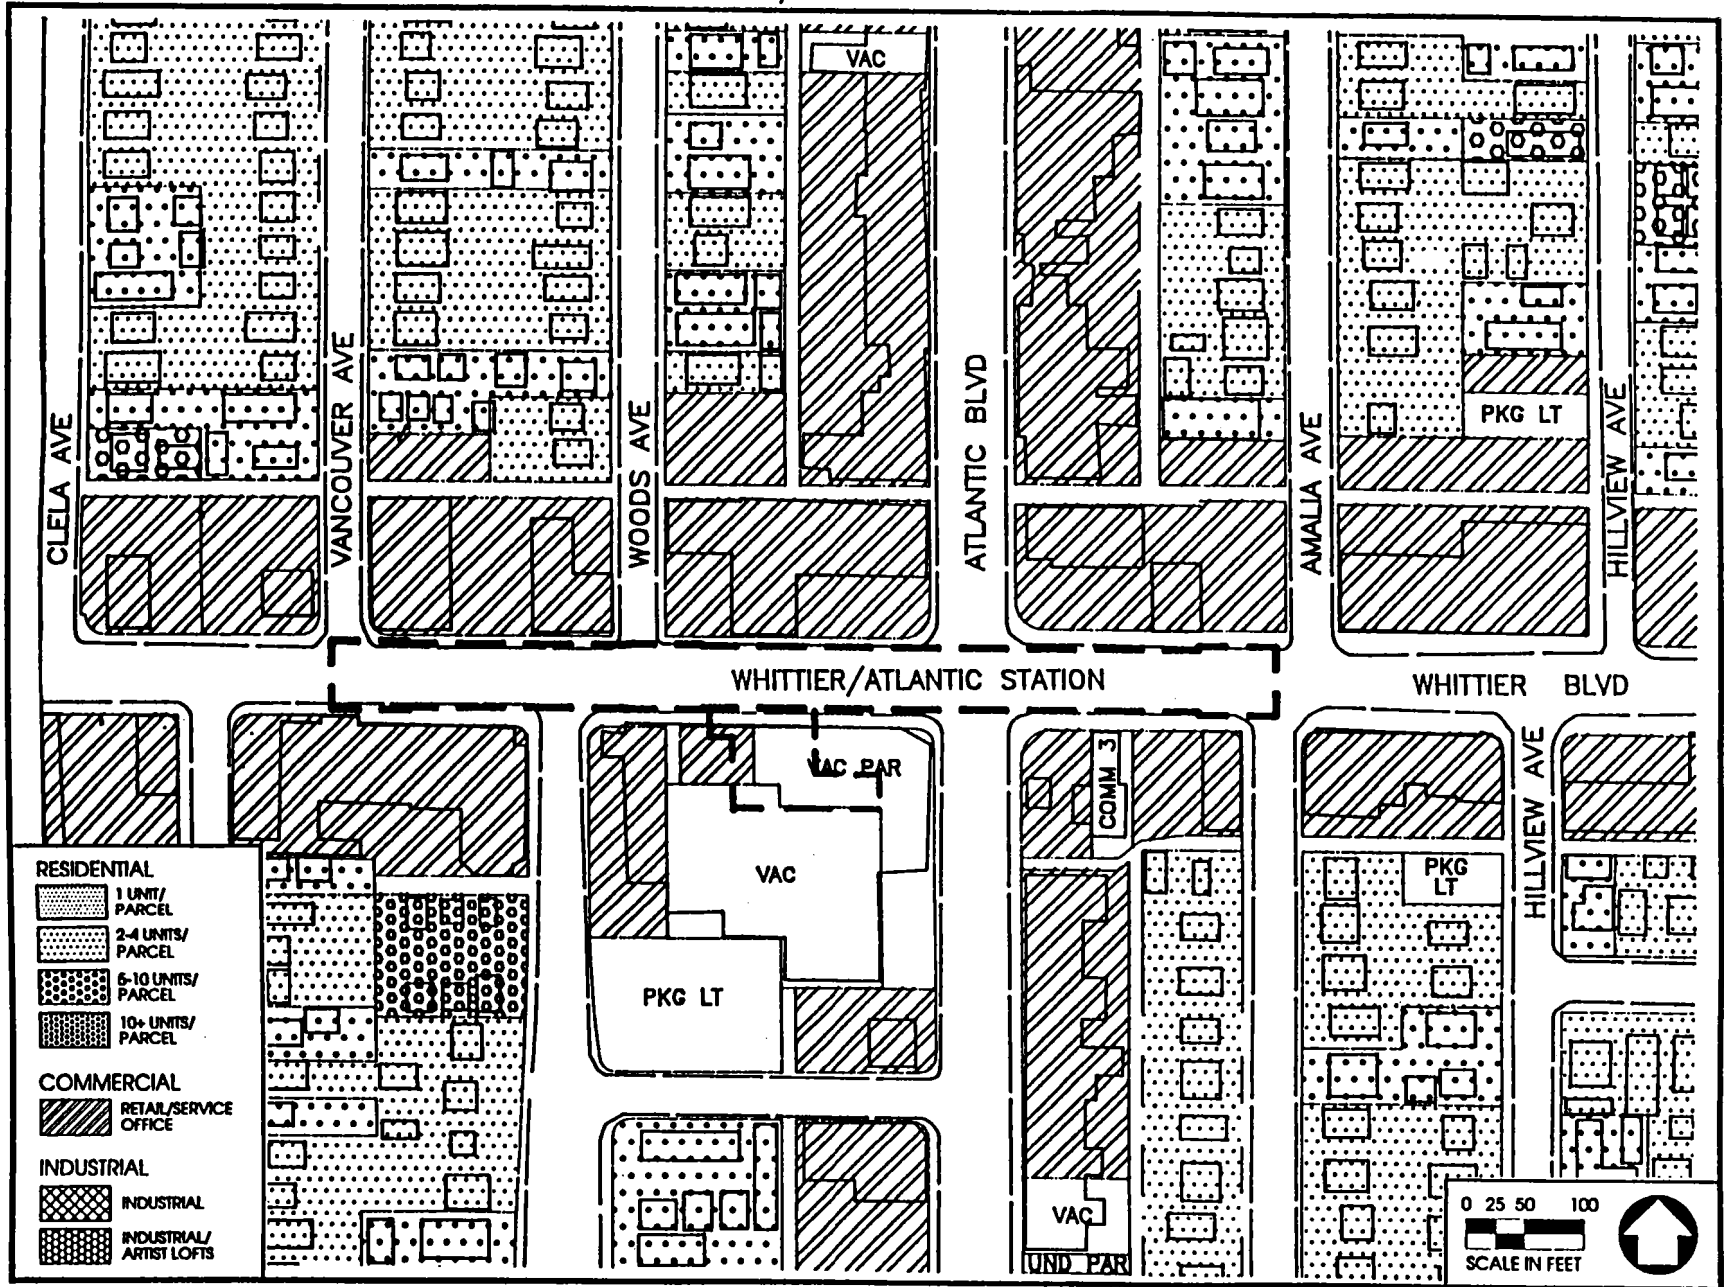 VAC
CLELA AVE
VANCOUVER AVE
WOODS AVE
ATLANTIC BLVD
AMALIA AVE
PKG LT
HILLVIEW AVE
WHITTIER/ATLANTIC STATION
WHITTIER BLVD
HILLVIEW AVE
VAC PAR
COMM 3
VAC
PKG
LT
PKG LT
VAC
UND PAR
RESIDENTIAL
1 UNIT/
PARCEL
2-4 UNITS/
PARCEL
5-10 UNITS/
PARCEL
10+ UNITS/
PARCEL
COMMERCIAL
RETAIL/SERVICE
OFFICE
INDUSTRIAL
INDUSTRIAL
INDUSTRIAL/
ARTIST LOFTS
0 25 50 100
SCALE IN FEET